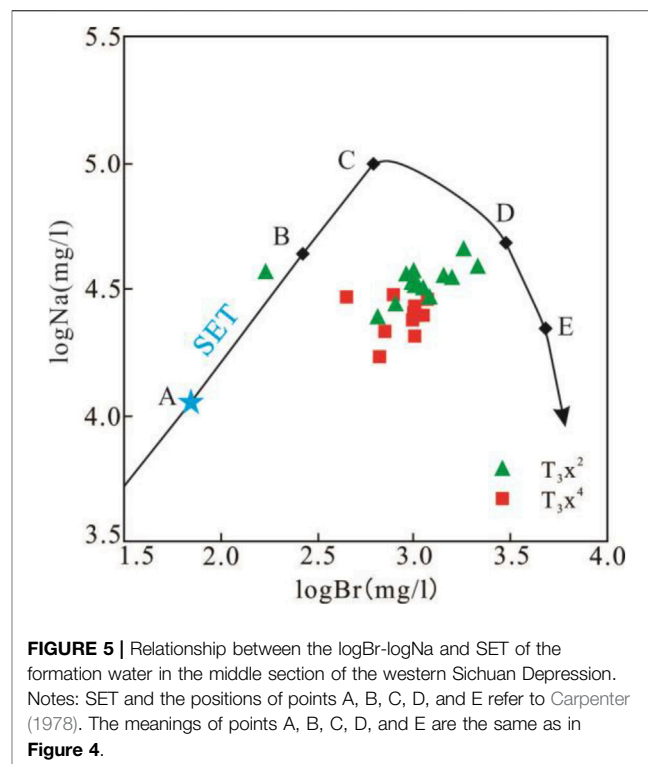 5.5
5.0
4.5
4.0
3.5
logNa(mg/l)
C
B
D
E
SET
A
T₃x²
T₃x⁴
1.5 2.0 2.5 3.0 3.5 4.0
logBr(mg/l)
FIGURE 5 | Relationship between the logBr-logNa and SET of the
formation water in the middle section of the western Sichuan Depression.
Notes: SET and the positions of points A, B, C, D, and E refer to Carpenter
(1978). The meanings of points A, B, C, D, and E are the same as in
Figure 4.